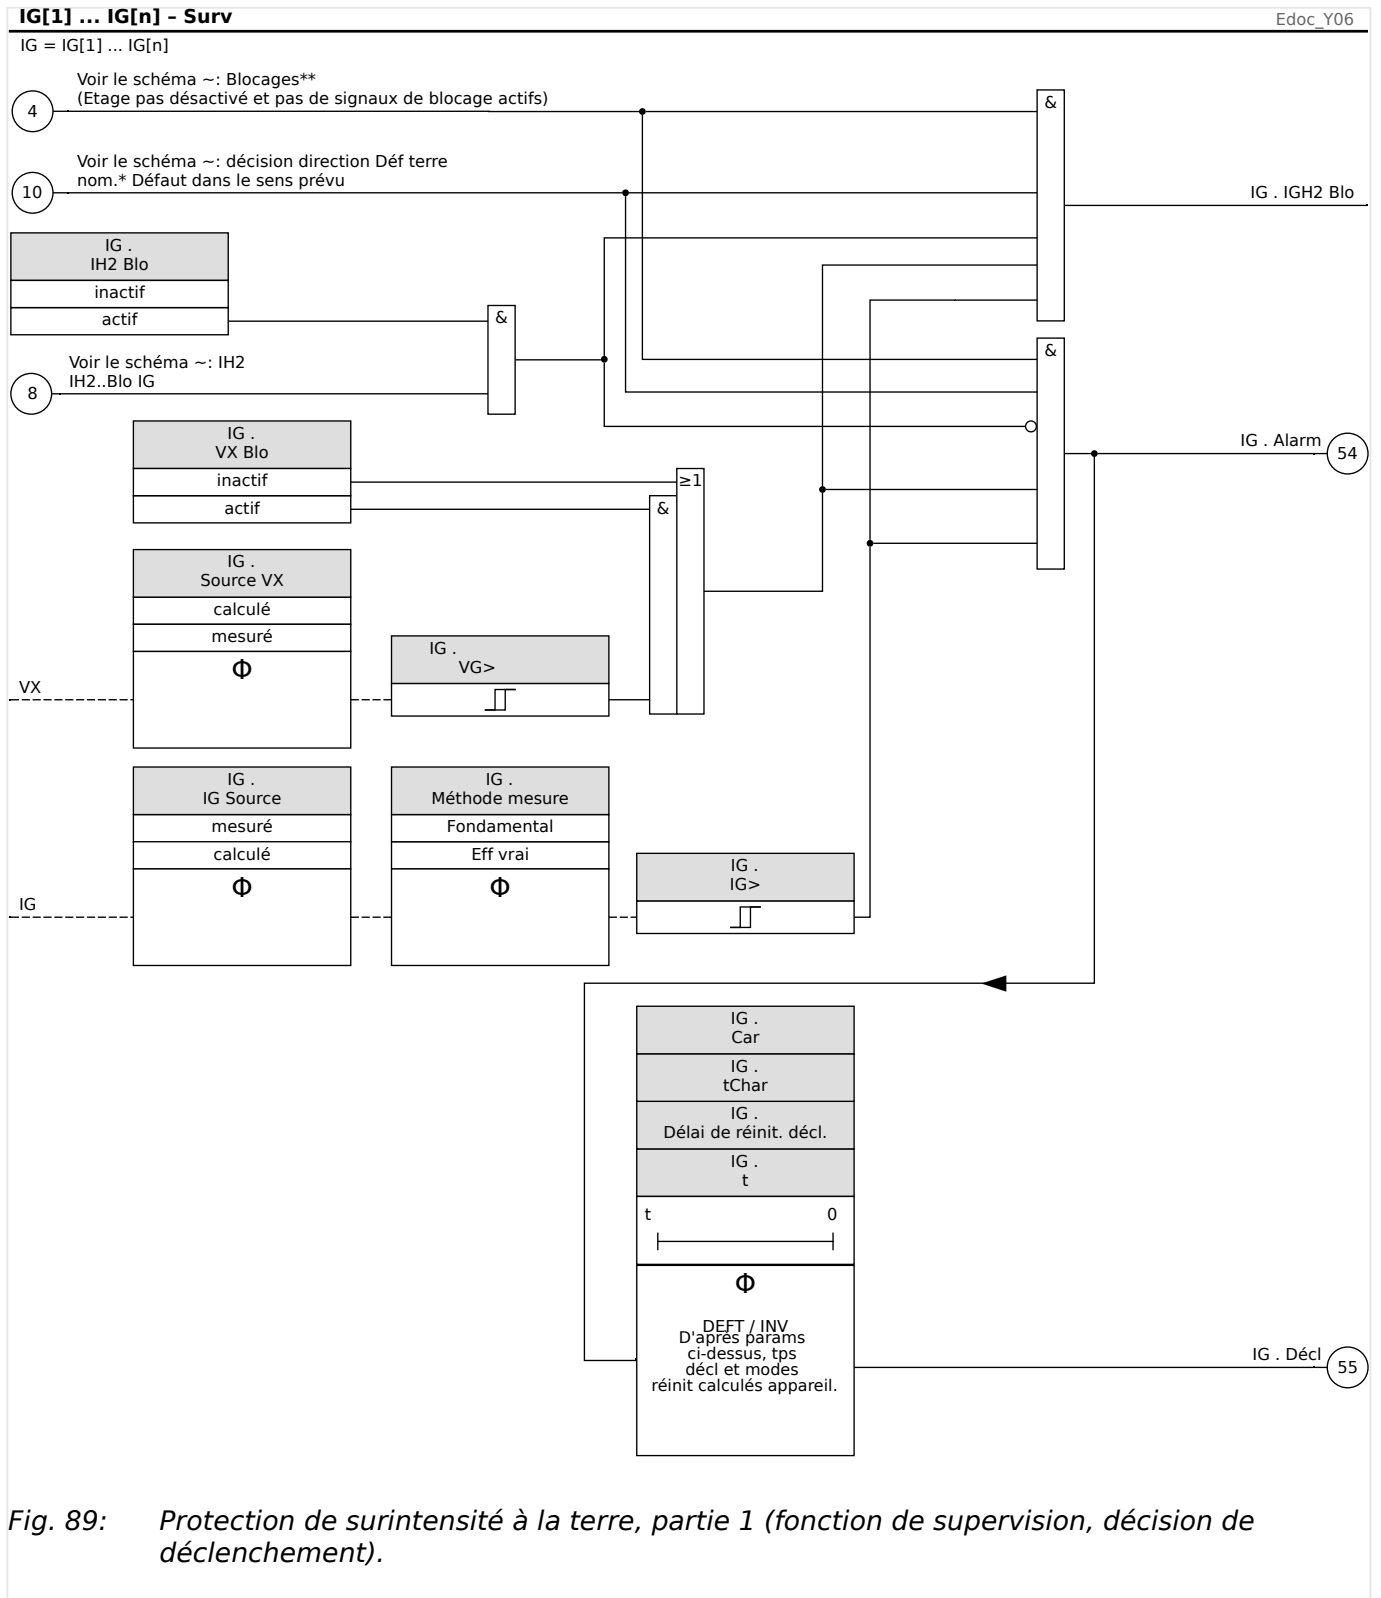 IG[1] ... IG[n] – Surv
Edoc_Y06
IG = IG[1] ... IG[n]
Voir le schéma ~: Blocages**
(Etage pas désactivé et pas de signaux de blocage actifs)
4
&
Voir le schéma ~: décision direction Déf terre
nom.* Défaut dans le sens prévu
10
IG . IGH2 Blo
IG .
IH2 Blo
inactif
actif
&
&
Voir le schéma ~: IH2
IH2..Blo IG
8
IG .
VX Blo
inactif
actif
≥1
&
IG . Alarm
54
IG .
Source VX
calculé
mesuré
Φ
VX
IG .
VG>
IG .
IG Source
mesuré
calculé
Φ
IG
IG .
Méthode mesure
Fondamental
Eff vrai
Φ
IG .
IG>
IG .
Car
IG .
tChar
IG .
Délai de réinit. décl.
IG .
t
t 0
Φ
DEFT / INV
D'après params
ci-dessus, tps
décl et modes
réinit calculés appareil.
IG . Décl
55
Fig. 89: Protection de surintensité à la terre, partie 1 (fonction de supervision, décision de
déclenchement).